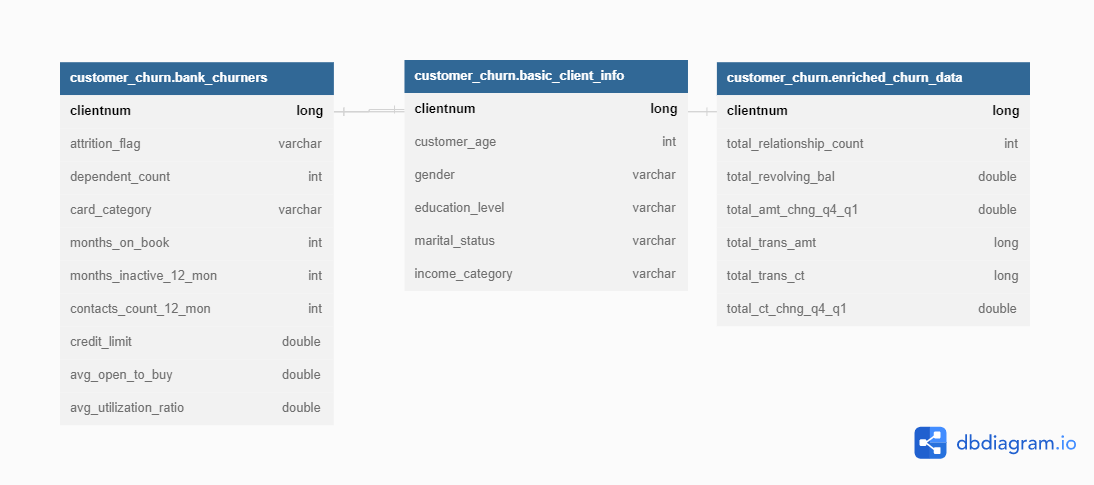 customer_churn.bank_churners
clientnum long
attrition_flag varchar
dependent_count int
card_category varchar
months_on_book int
months_inactive_12_mon int
contacts_count_12_mon int
credit_limit double
avg_open_to_buy double
avg_utilization_ratio double
customer_churn.basic_client_info
clientnum long
customer_age int
gender varchar
education_level varchar
marital_status varchar
income_category varchar
customer_churn.enriched_churn_data
clientnum long
total_relationship_count int
total_revolving_bal double
total_amt_chng_q4_q1 double
total_trans_amt long
total_trans_ct long
total_ct_chng_q4_q1 double
dbdiagram.io